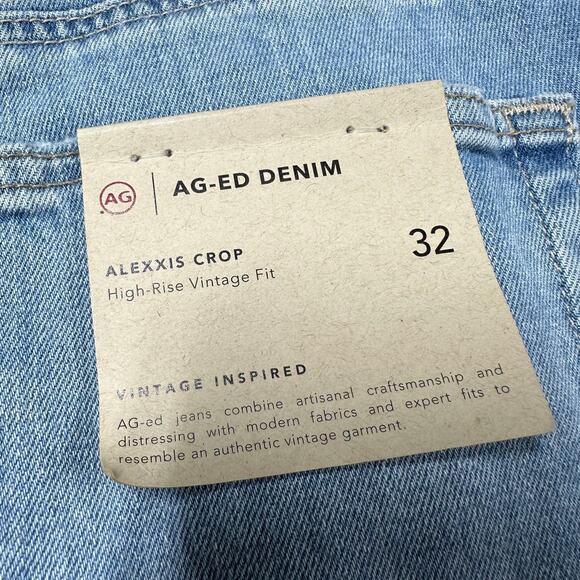 AG
AG-ED DENIM
ALEXXIS CROP
32
High-Rise Vintage Fit
VINTAGE INSPIRED
AG-ed jeans combine artisanal craftsmanship and
distressing with modern fabrics and expert fits to
resemble an authentic vintage garment.